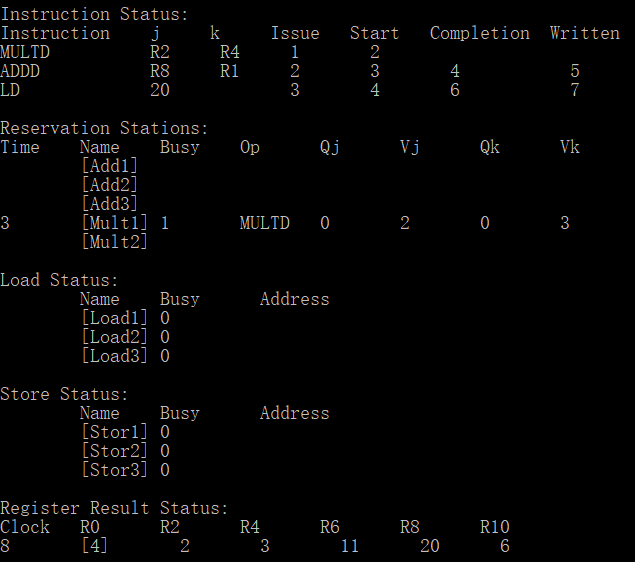 Instruction Status:
Instruction    j     k     Issue   Start   Completion  Written
MULTD          R2     R4     1       2
ADDD           R8     R1     2       3       4           5
LD             20            3       4       6           7
Reservation Stations:
Time    Name    Busy    Op      Qj      Vj      Qk      Vk
        [Add1]
        [Add2]
        [Add3]
3       [Mult1] 1       MULTD   0       2       0       3
        [Mult2]
Load Status:
        Name    Busy      Address
        [Load1] 0
        [Load2] 0
        [Load3] 0
Store Status:
        Name    Busy      Address
        [Stor1] 0
        [Stor2] 0
        [Stor3] 0
Register Result Status:
Clock   R0      R2      R4      R6      R8      R10
8       [4]       2       3       11      20      6